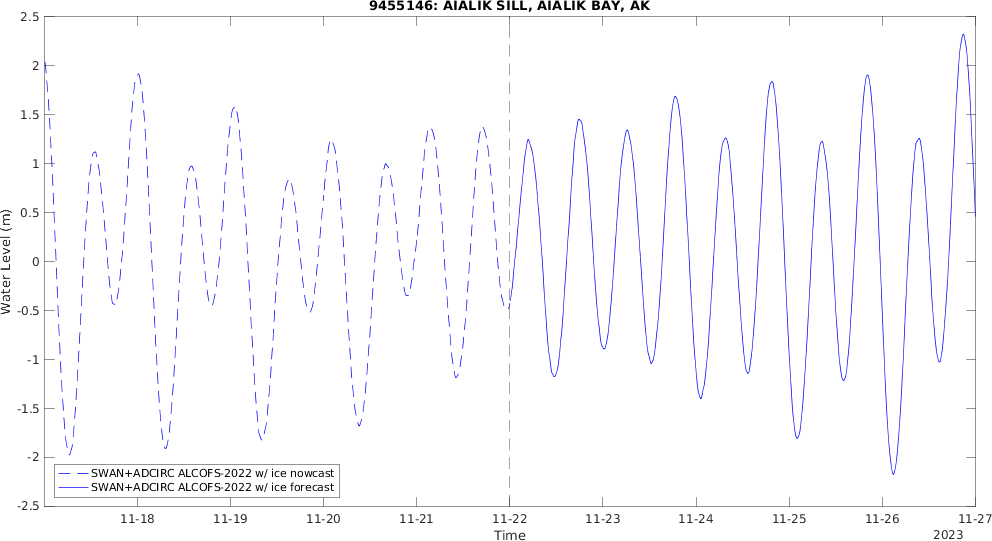 9455146: AIALIK SILL, AIALIK BAY, AK
2.5
2
1.5
1
0.5
0
-0.5
-1
-1.5
-2
-2.5
Water Level (m)
SWAN+ADCIRC ALCOFS-2022 w/ ice nowcast
SWAN+ADCIRC ALCOFS-2022 w/ ice forecast
11-18 11-19 11-20 11-21 11-22 11-23 11-24 11-25 11-26 11-27
Time
2023